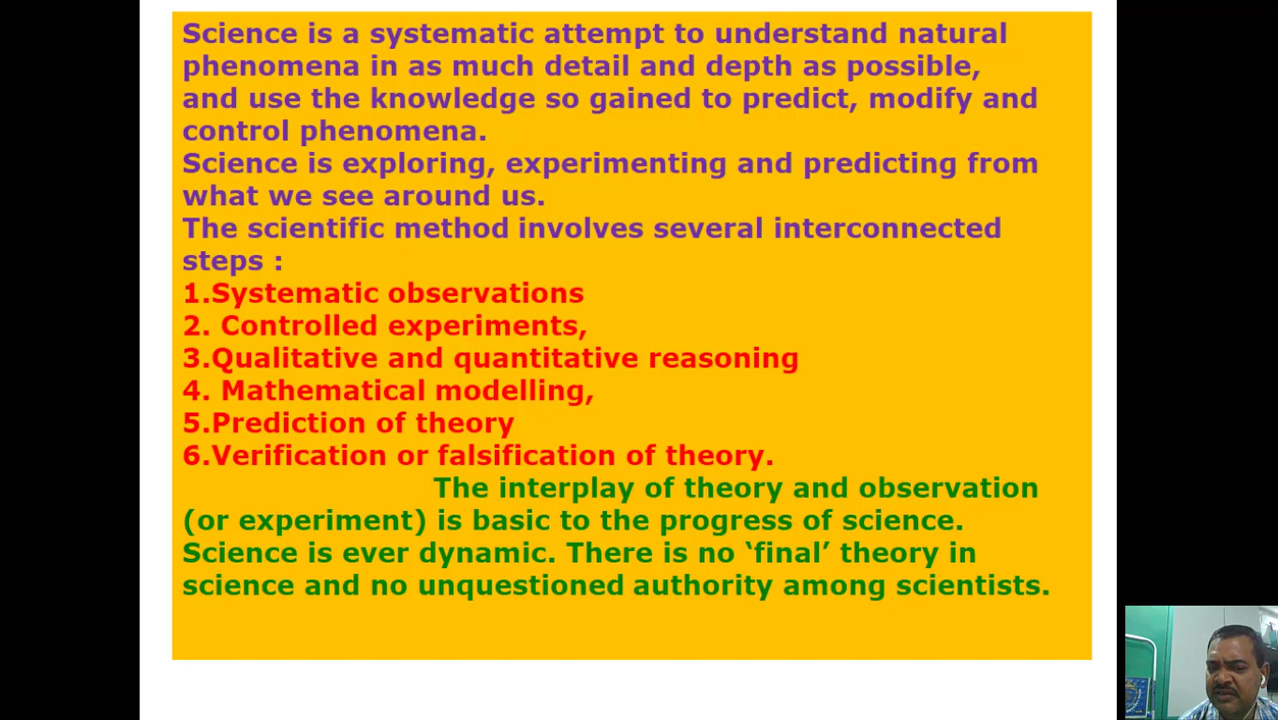 Science is a systematic attempt to understand natural
phenomena in as much detail and depth as possible,
and use the knowledge so gained to predict, modify and
control phenomena.
Science is exploring, experimenting and predicting from
what we see around us.
The scientific method involves several interconnected
steps :
1.Systematic observations
2. Controlled experiments,
3.Qualitative and quantitative reasoning
4. Mathematical modelling,
5.Prediction of theory
6.Verification or falsification of theory.
The interplay of theory and observation
(or experiment) is basic to the progress of science.
Science is ever dynamic. There is no ‘final’ theory in
science and no unquestioned authority among scientists.